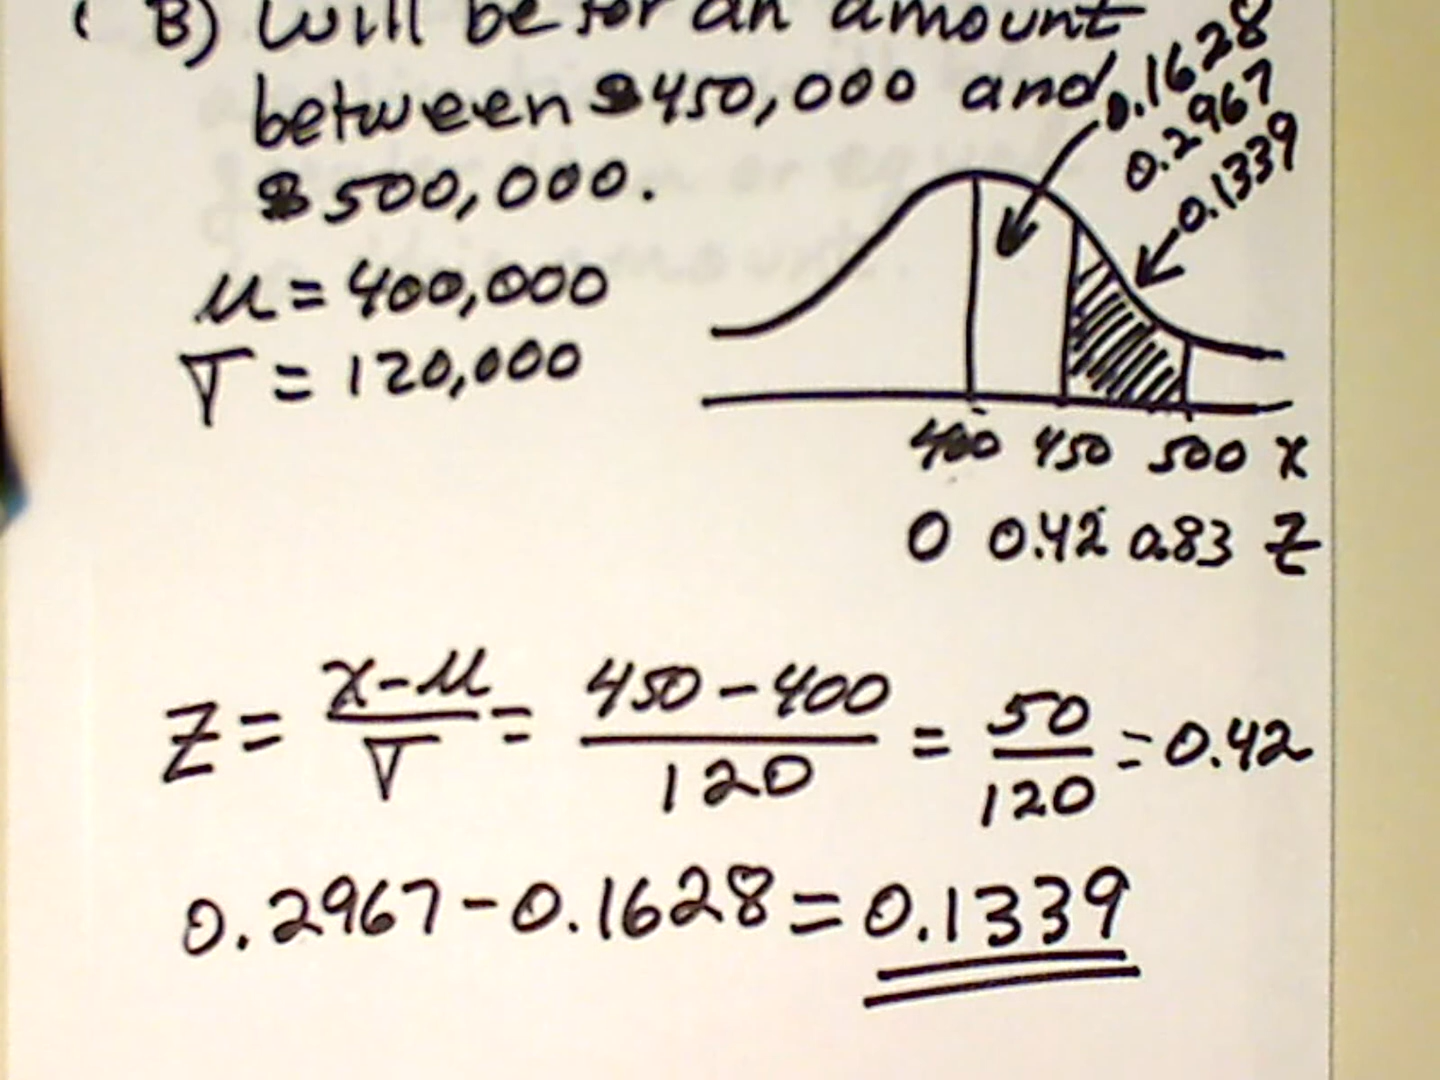 ( B) Will be for an amount
between $450,000 and
$500,000.
0.1628
0.2967
0.1339
μ = 400,000
σ = 120,000
400 450 500 x
0 0.42 0.83 Z
Z = x-μ/σ = 450-400/120 = 50/120 = 0.42
0.2967-0.1628=0.1339